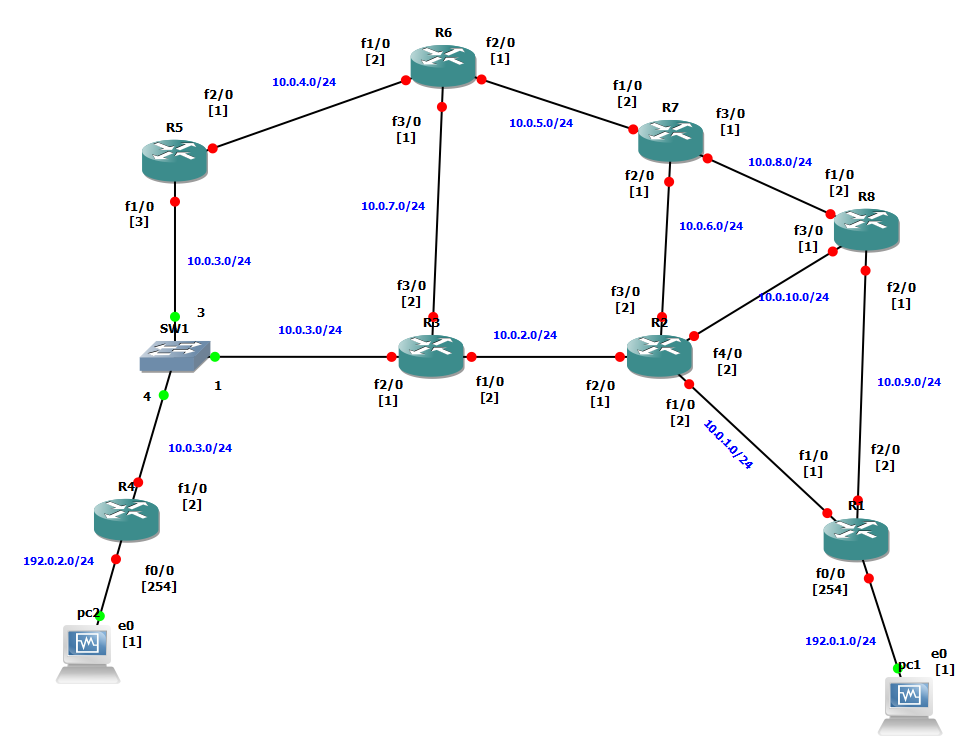 R6
f1/0
[2]
f2/0
[1]
10.0.4.0/24
f2/0
[1]
f1/0
[2]
R7
f3/0
[1]
f3/0
[1]
10.0.5.0/24
R5
10.0.8.0/24
f1/0
[2]
f2/0
[1]
R8
f1/0
[3]
10.0.7.0/24
10.0.6.0/24
f3/0
[1]
10.0.3.0/24
f3/0
[2]
f3/0
[2]
10.0.10.0/24
f2/0
[1]
3
SW1
10.0.3.0/24
R3
10.0.2.0/24
R2
f4/0
[2]
1
f2/0
[1]
f1/0
[2]
f2/0
[1]
10.0.9.0/24
4
f1/0
[2]
10.0.1.0/24
10.0.3.0/24
f1/0
[1]
f2/0
[2]
R4
f1/0
[2]
R1
192.0.2.0/24
f0/0
[254]
f0/0
[254]
pc2
e0
[1]
192.0.1.0/24
pc1
e0
[1]